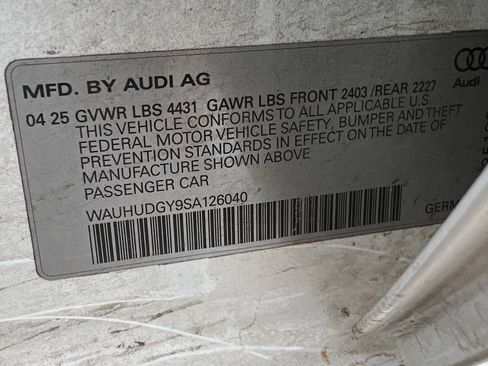 MFD. BY AUDI AG
Audi
04 25 GVWR LBS 4431 GAWR LBS FRONT 2403 /REAR 2227
THIS VEHICLE CONFORMS TO ALL APPLICABLE U.S.
FEDERAL MOTOR VEHICLE SAFETY, BUMPER AND THEFT
PREVENTION STANDARDS IN EFFECT ON THE DATE OF
MANUFACTURE SHOWN ABOVE
PASSENGER CAR
WAUHUDGY9SA126040
GERM